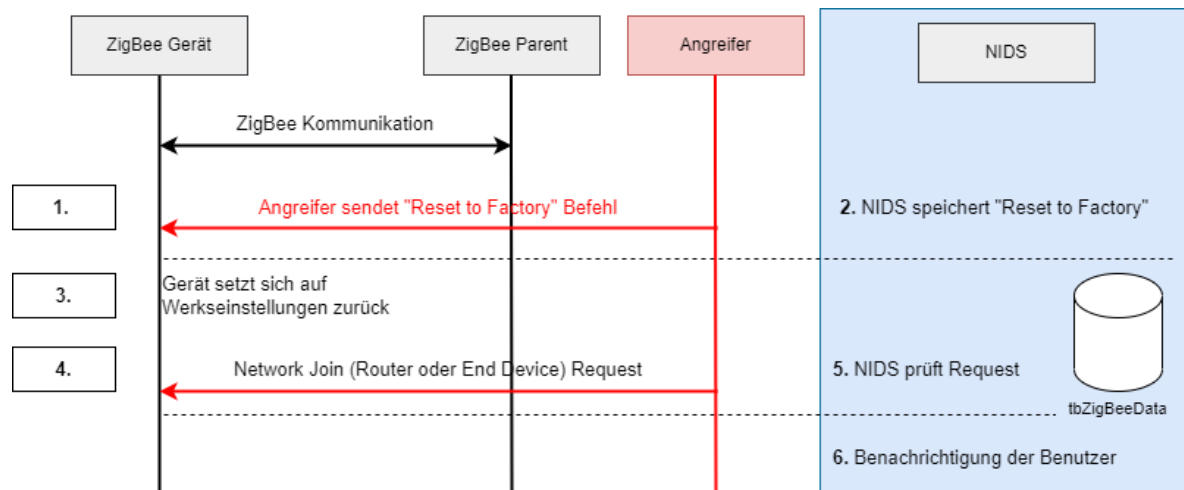 ZigBee Gerät
ZigBee Parent
Angreifer
NIDS
ZigBee Kommunikation
1.
Angreifer sendet "Reset to Factory" Befehl
2. NIDS speichert "Reset to Factory"
3.
Gerät setzt sich auf
Werkseinstellungen zurück
4.
Network Join (Router oder End Device) Request
5. NIDS prüft Request
tbZigBeeData
6. Benachrichtigung der Benutzer